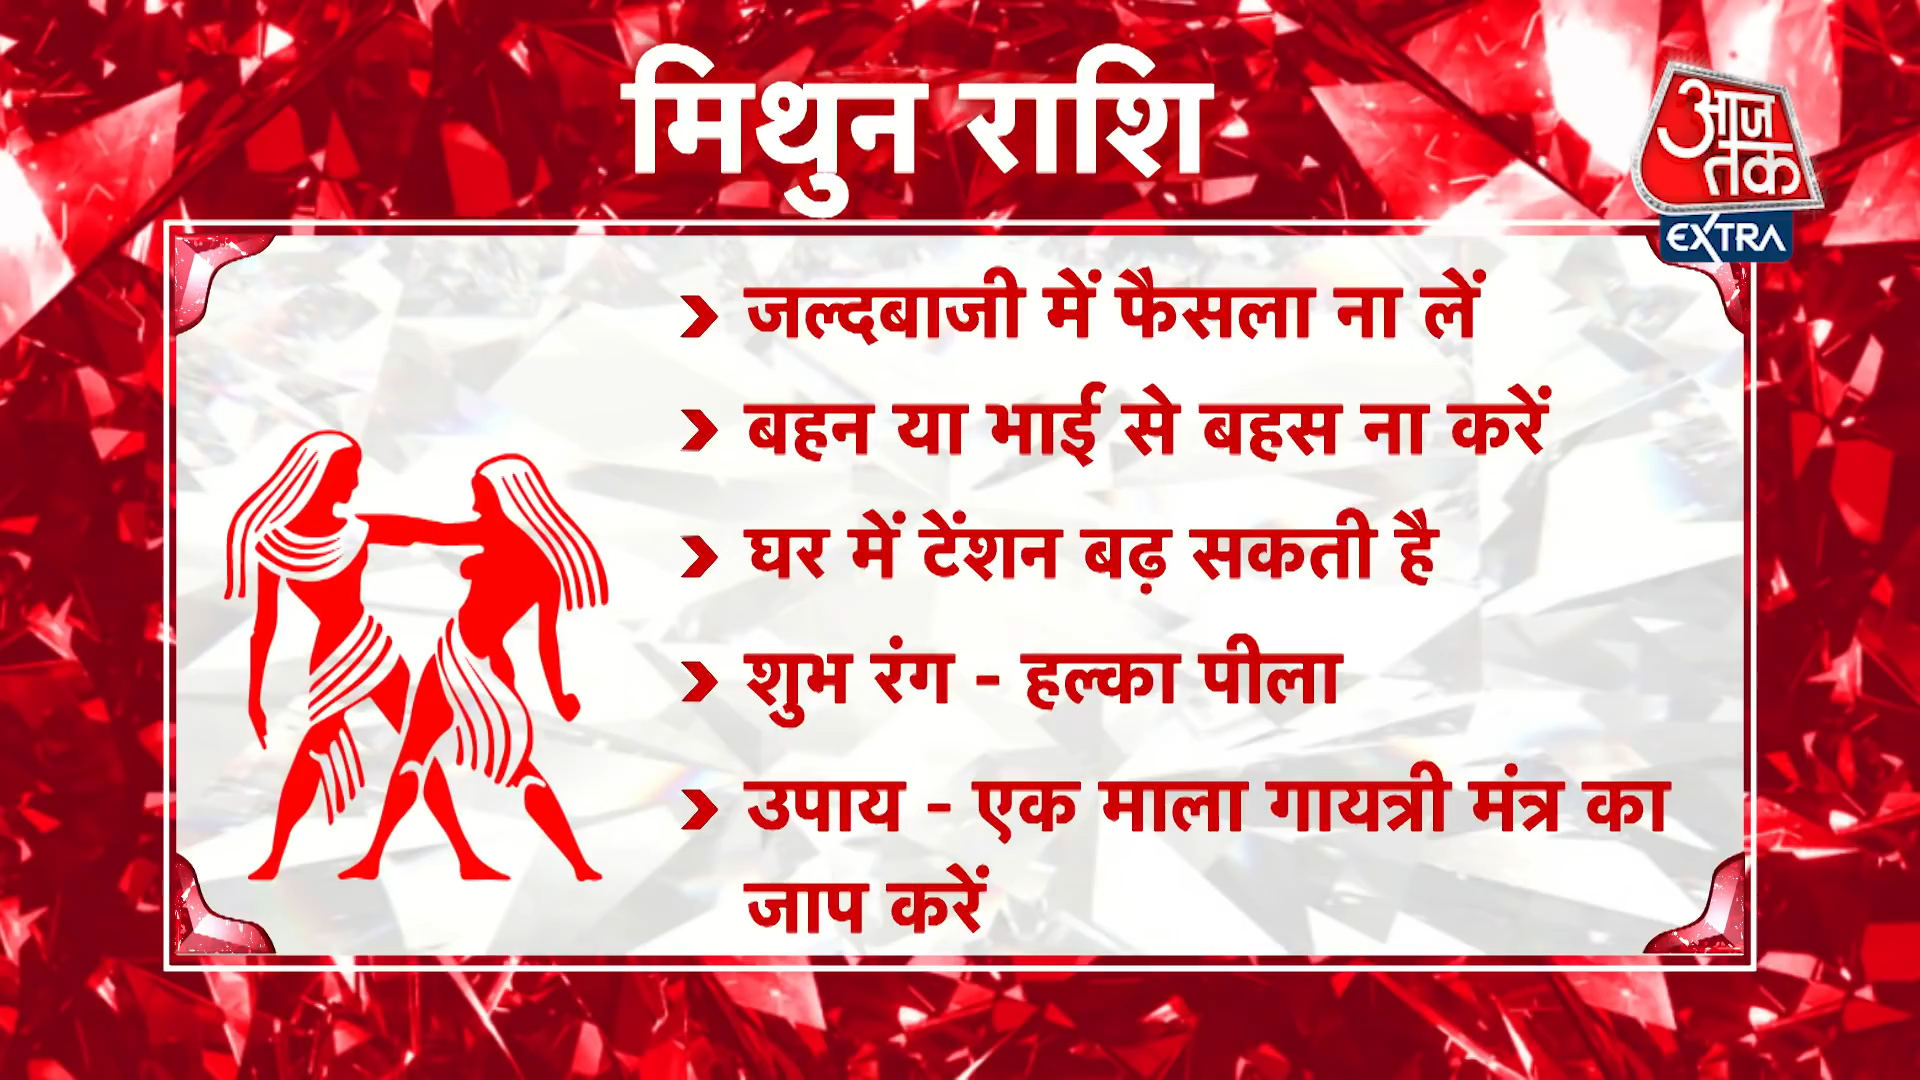 मिथुन राशि
आज
तक
EXTRA
जल्दबाजी में फैसला ना लें
बहन या भाई से बहस ना करें
घर में टेंशन बढ़ सकती है
शुभ रंग - हल्का पीला
उपाय - एक माला गायत्री मंत्र का
जाप करें